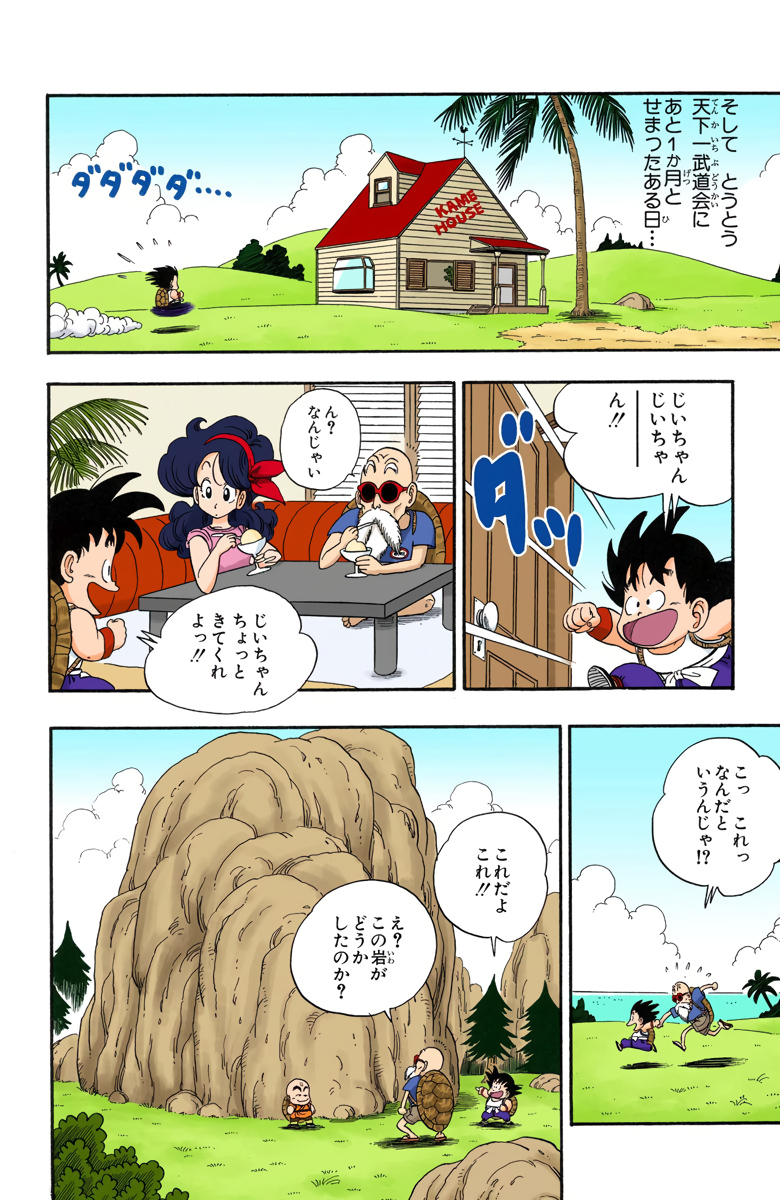 そして とうとう
天下一武道会に
あと1か月と
せまったある日…
KAME
HOUSE
ダダダダ‥‥
じいちゃん
じいちゃ
ん!!
ダッ
ん?
なんじゃい
じいちゃん
ちょっと
きてくれ
よっ!!
こっ これっ
なんだと
いうんじゃ!?
これだよ
これ!!
え?
この岩が
どうか
したのか?